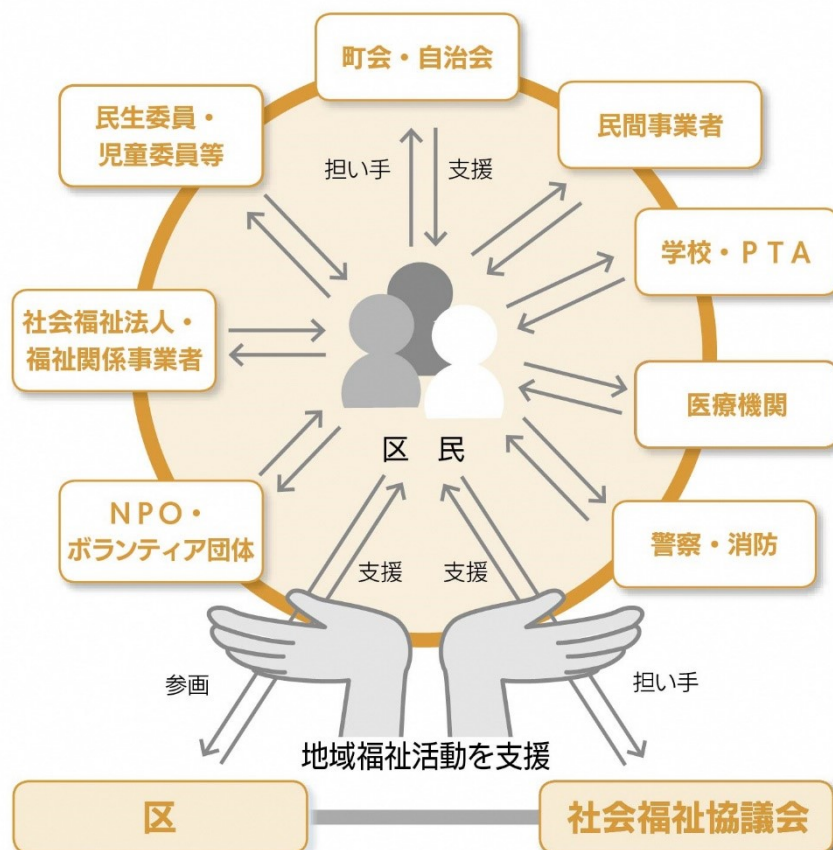 町会・自治会
民生委員・
児童委員等
民間事業者
担い手
支援
学校・ＰＴＡ
社会福祉法人・
福祉関係事業者
医療機関
区 民
ＮＰＯ・
ボランティア団体
警察・消防
支援
支援
参画
担い手
地域福祉活動を支援
区
社会福祉協議会